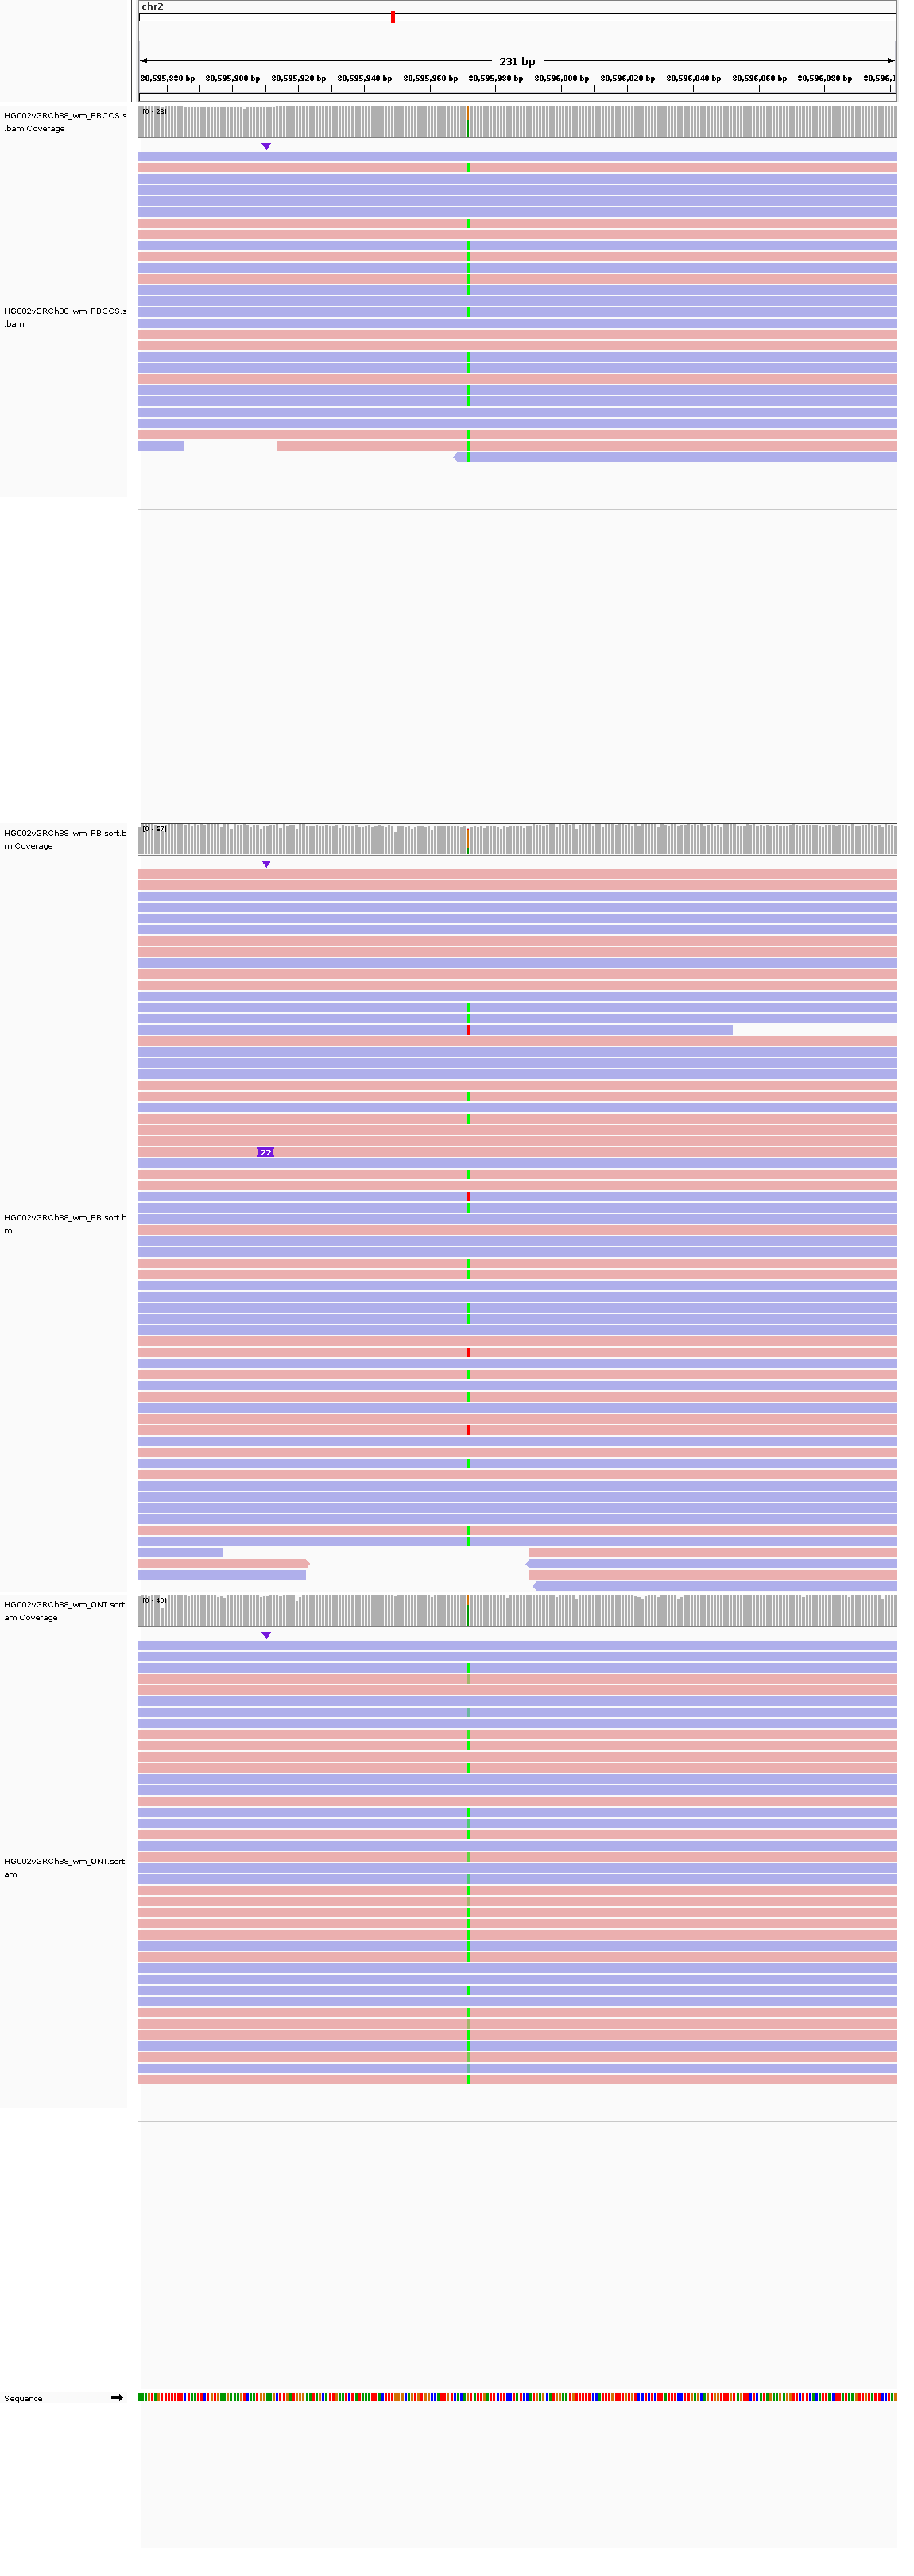 chr2
231 bp
80,595,880 bp 80,595,900 bp 80,595,920 bp 80,595,940 bp 80,595,960 bp 80,595,980 bp 80,596,000 bp 80,596,020 bp 80,596,040 bp 80,596,060 bp 80,596,080 bp 80,596,1
HG002vGRCh38_wm_PBCCS.s
.bam Coverage
[0 - 28]
HG002vGRCh38_wm_PBCCS.s
.bam
HG002vGRCh38_wm_PB.sort.b
m Coverage
[0 - 67]
22
HG002vGRCh38_wm_PB.sort.b
m
HG002vGRCh38_wm_ONT.sort.
am Coverage
[0 - 40]
HG002vGRCh38_wm_ONT.sort.
am
Sequence